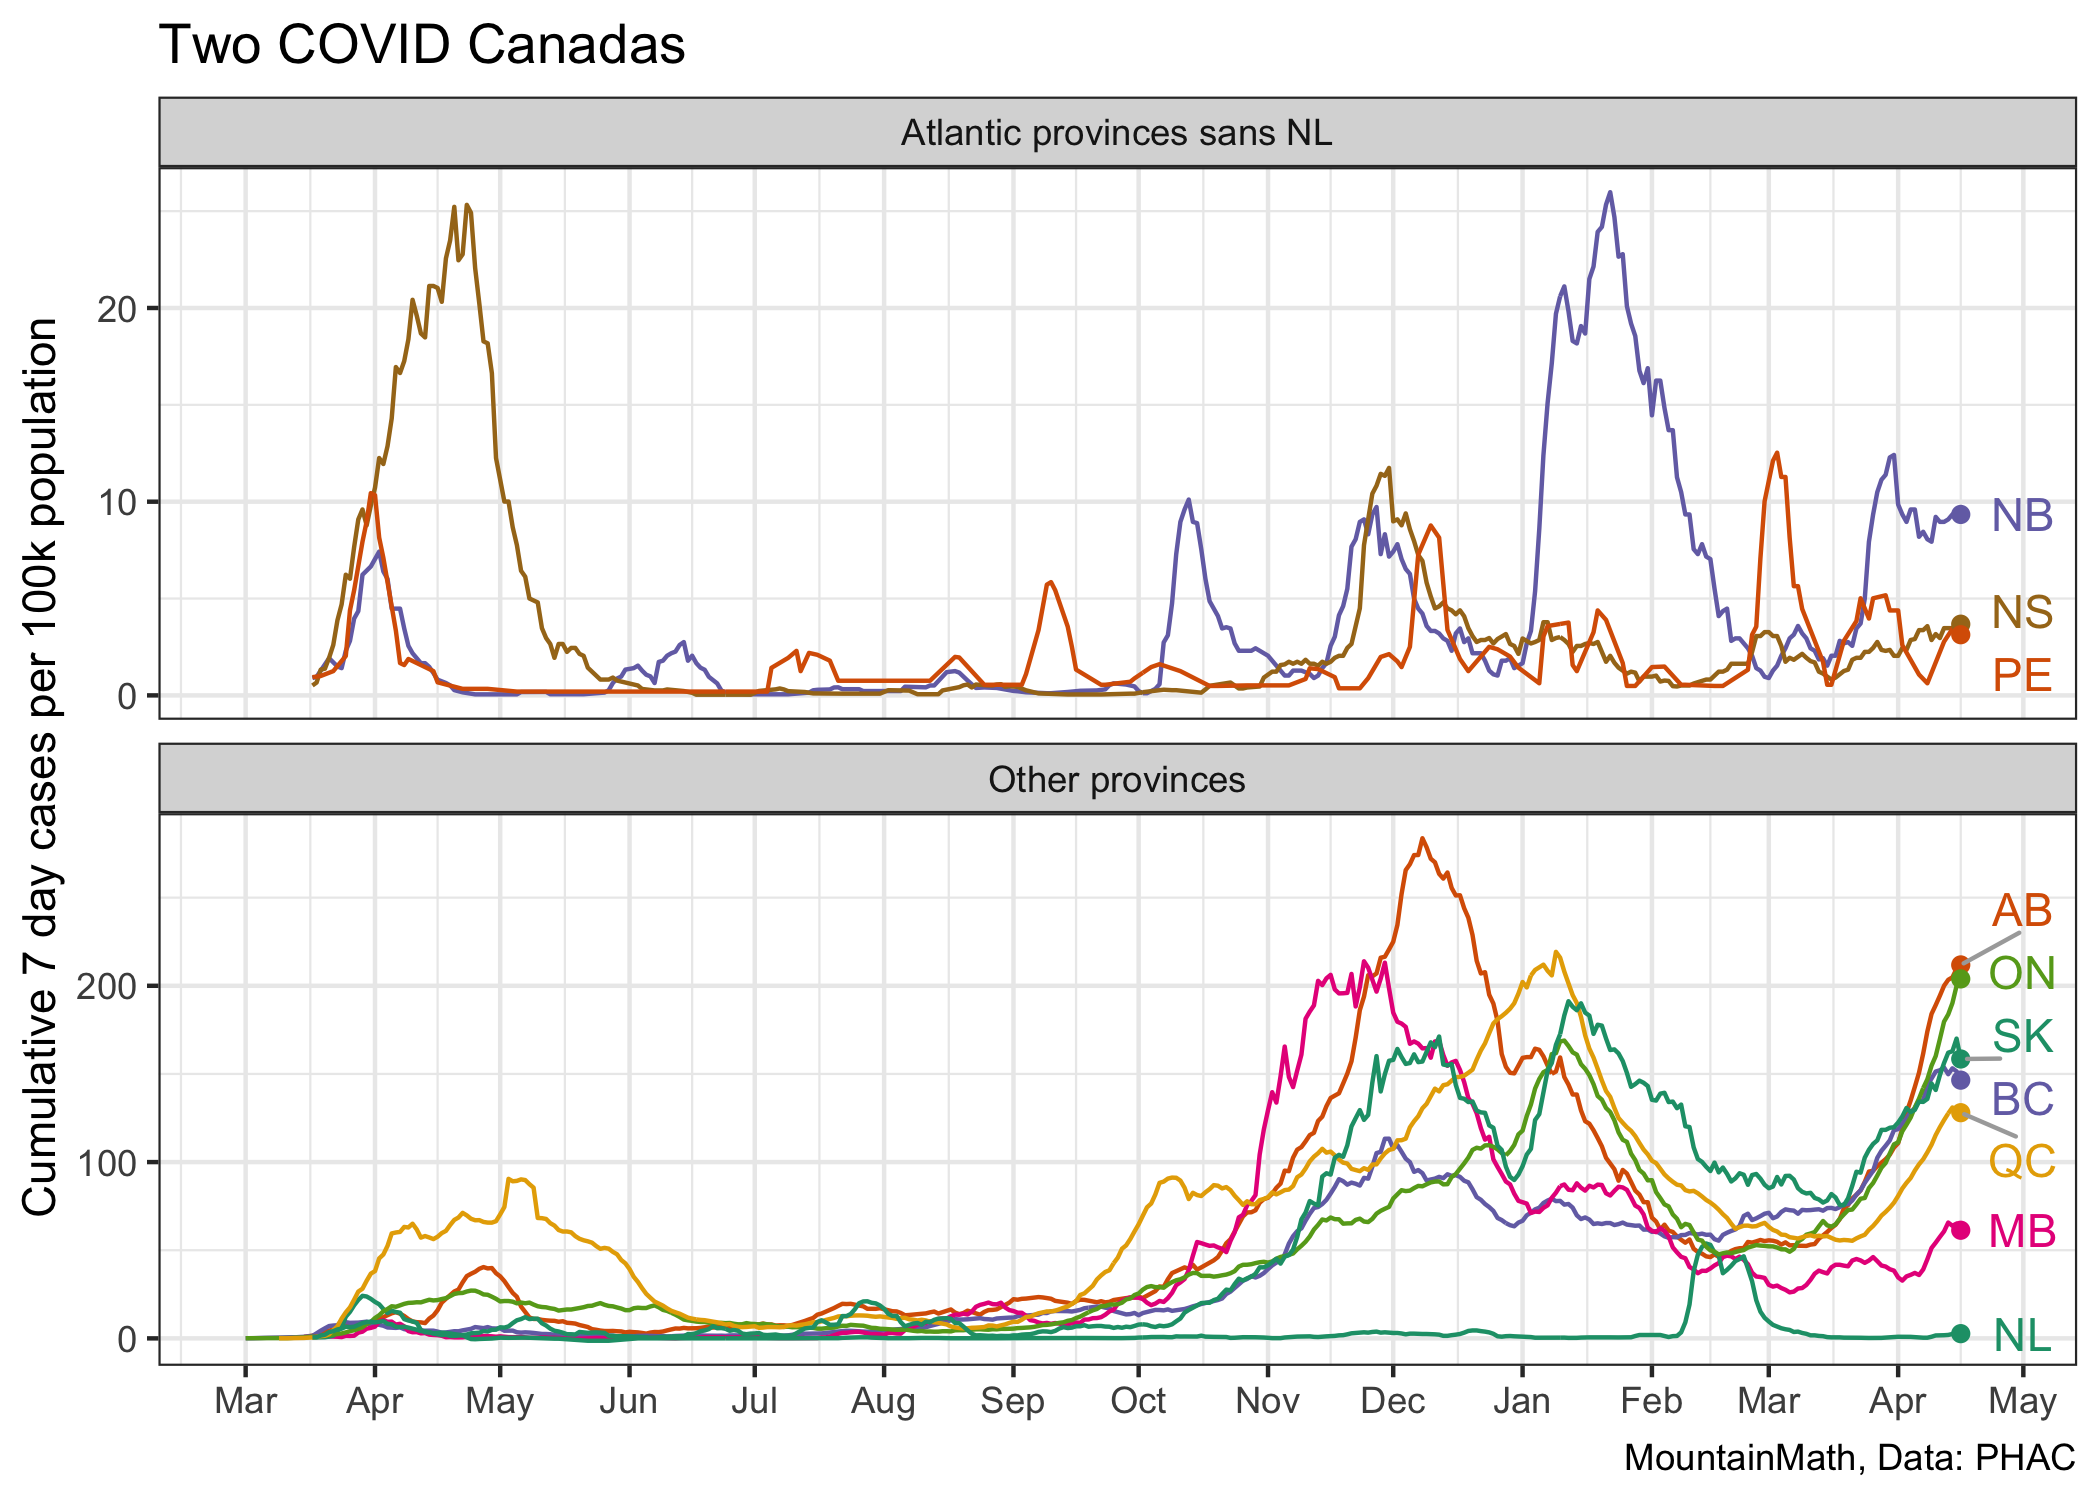 Two COVID Canadas
Atlantic provinces sans NL
Cumulative 7 day cases per 100k population
20
10
0
NB
NS
PE
Other provinces
200
100
0
AB
ON
SK
BC
QC
MB
NL
Mar Apr May Jun Jul Aug Sep Oct Nov Dec Jan Feb Mar Apr May
MountainMath, Data: PHAC